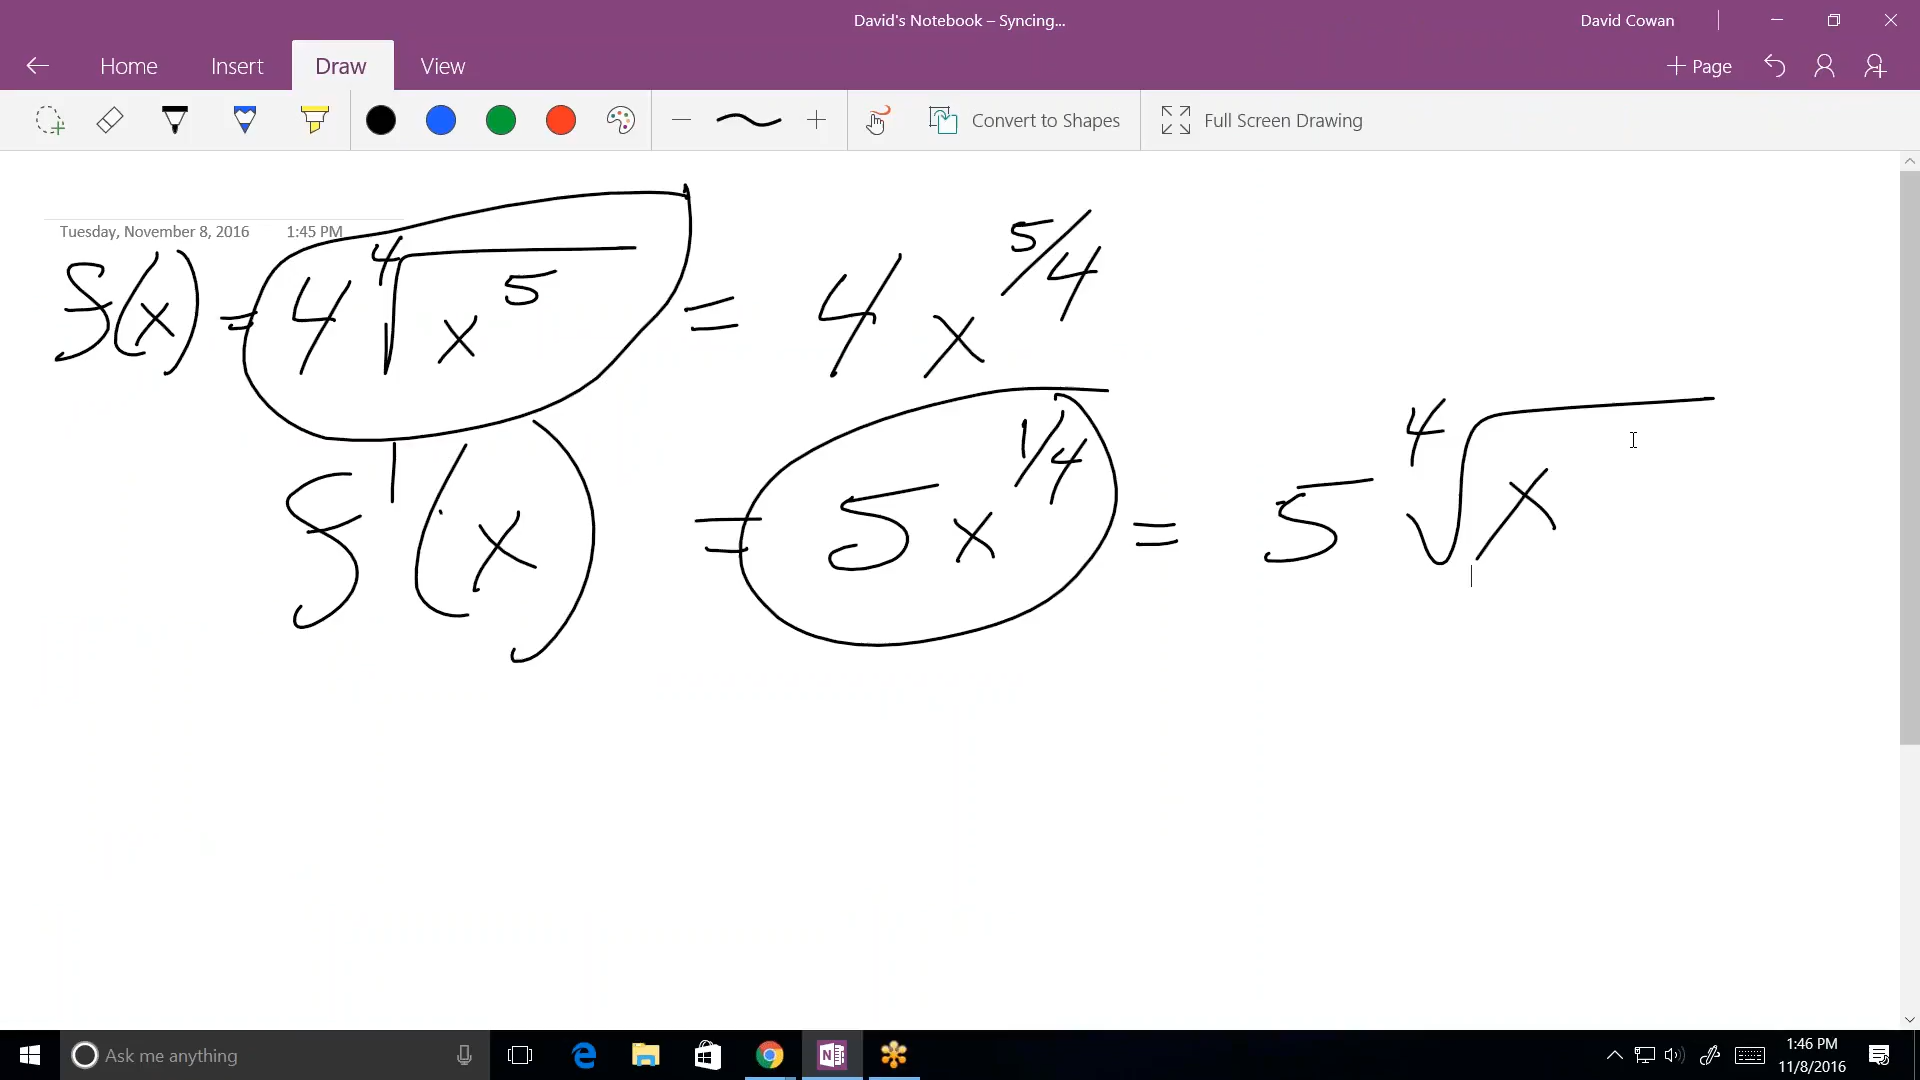 David's Notebook – Syncing...
David Cowan
Home Insert Draw View
Page
Convert to Shapes Full Screen Drawing
Tuesday, November 8, 2016 1:45 PM
f(x) = 4 ∜(x⁵) = 4x^(5/4)
f'(x) = 5x^(1/4) = 5 ∜x
Ask me anything
1:46 PM
11/8/2016